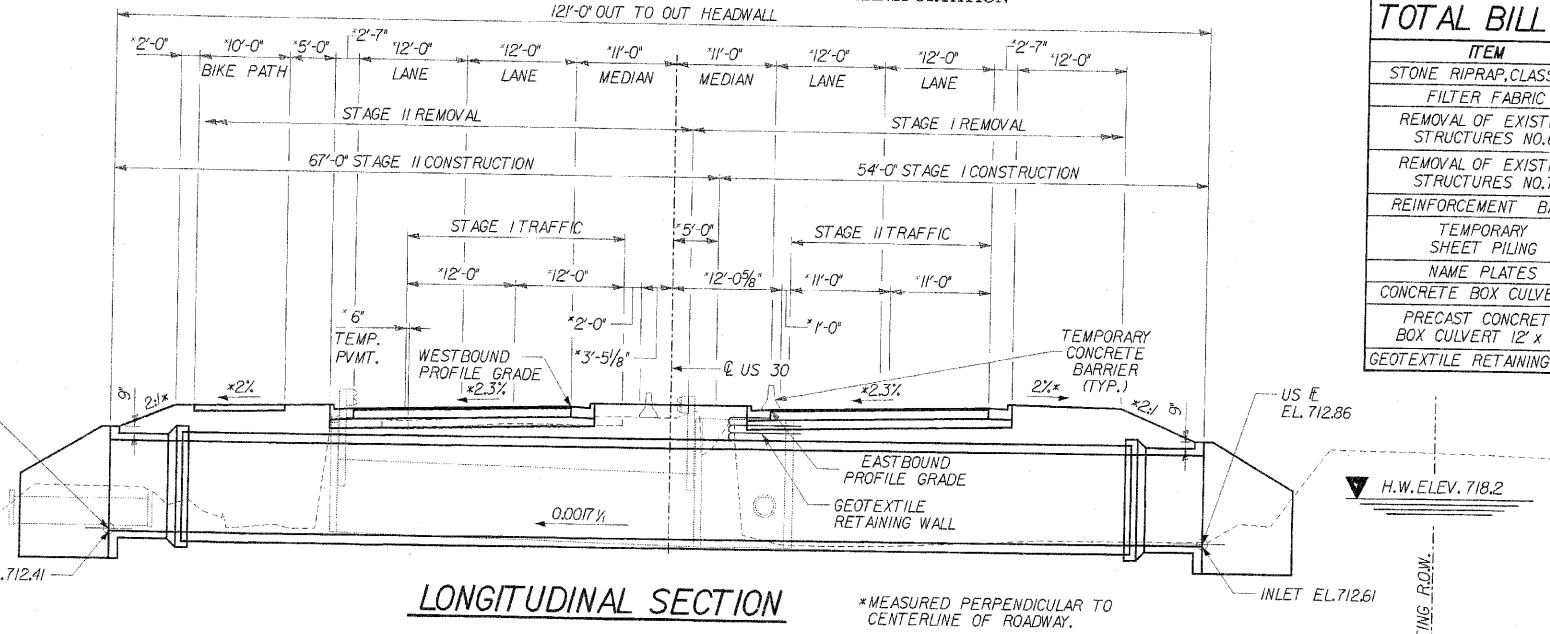 121'-0" OUT TO OUT HEADWALL
*2'-0" *10'-0" *5'-0" *2'-7" *12'-0" *12'-0" *11'-0" *11'-0" *12'-0" *12'-0" *2'-7" *12'-0"
BIKE PATH LANE LANE MEDIAN MEDIAN LANE LANE
STAGE II REMOVAL STAGE I REMOVAL
67'-0" STAGE II CONSTRUCTION 54'-0" STAGE I CONSTRUCTION
STAGE I TRAFFIC *5'-0" STAGE II TRAFFIC
*12'-0" *12'-0" *12'-0 5/8" *11'-0" *11'-0"
*6"
TEMP.
PVMT.
*2'-0" *1'-0"
*3'-5 1/8"
WESTBOUND
PROFILE GRADE
℄ US 30
TEMPORARY
CONCRETE
BARRIER
(TYP.)
9" 2:1* *2% *2.3% *2.3% 2%* *2:1 9"
US IE
EL. 712.86
EASTBOUND
PROFILE GRADE
GEOTEXTILE
RETAINING WALL
0.0017 1/1
H.W. ELEV. 718.2
.712.41
INLET EL. 712.61
LONGITUDINAL SECTION
*MEASURED PERPENDICULAR TO
CENTERLINE OF ROADWAY.
TING R.O.W.
TOTAL BILL
ITEM
STONE RIPRAP, CLASS
FILTER FABRIC
REMOVAL OF EXIST
STRUCTURES NO.
REMOVAL OF EXIST
STRUCTURES NO.
REINFORCEMENT BA
TEMPORARY
SHEET PILING
NAME PLATES
CONCRETE BOX CULVE
PRECAST CONCRET
BOX CULVERT 12' x
GEOTEXTILE RETAINING